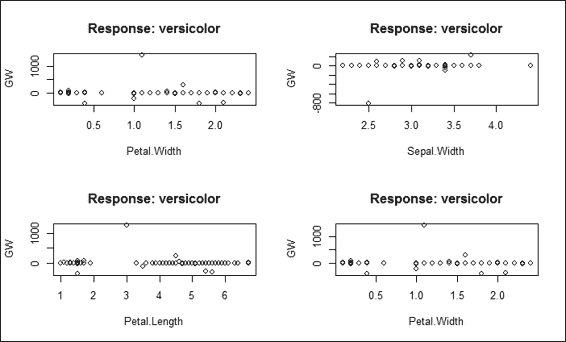 Response: versicolor
GW
1000
0
0.5 1.0 1.5 2.0
Petal.Width
Response: versicolor
GW
0
-800
2.5 3.0 3.5 4.0
Sepal.Width
Response: versicolor
GW
1000
0
1 2 3 4 5 6
Petal.Length
Response: versicolor
GW
1000
0
0.5 1.0 1.5 2.0
Petal.Width